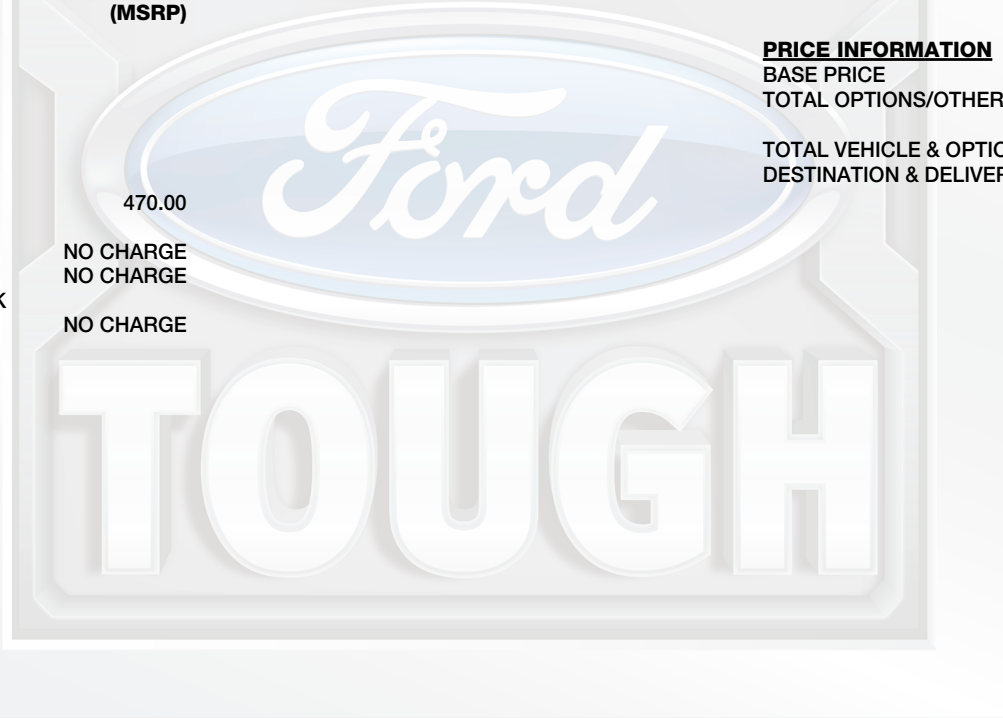 (MSRP)
470.00
NO CHARGE
NO CHARGE
K
NO CHARGE
PRICE INFORMATION
BASE PRICE
TOTAL OPTIONS/OTHER
TOTAL VEHICLE & OPTIO
DESTINATION & DELIVER
Ford
TOUGH